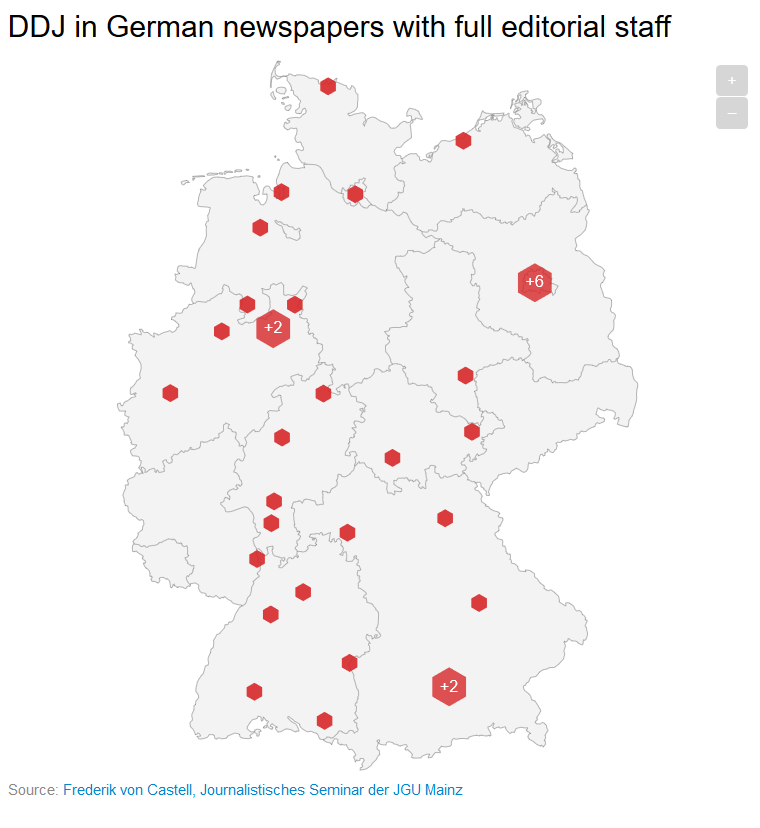 DDJ in German newspapers with full editorial staff
+
−
+6
+2
+2
Source: Frederik von Castell, Journalistisches Seminar der JGU Mainz